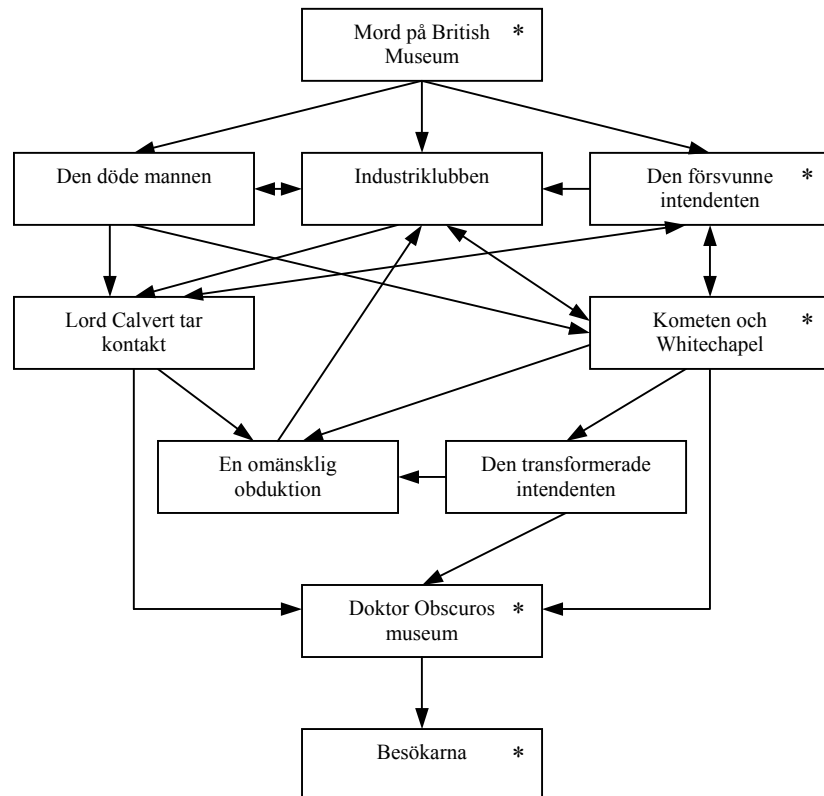 Mord på British *
Museum
Den döde mannen
Industriklubben
Den försvunne *
intendenten
Lord Calvert tar
kontakt
Kometen och *
Whitechapel
En omänsklig
obduktion
Den transformerade
intendenten
Doktor Obscuros *
museum
Besökarna *